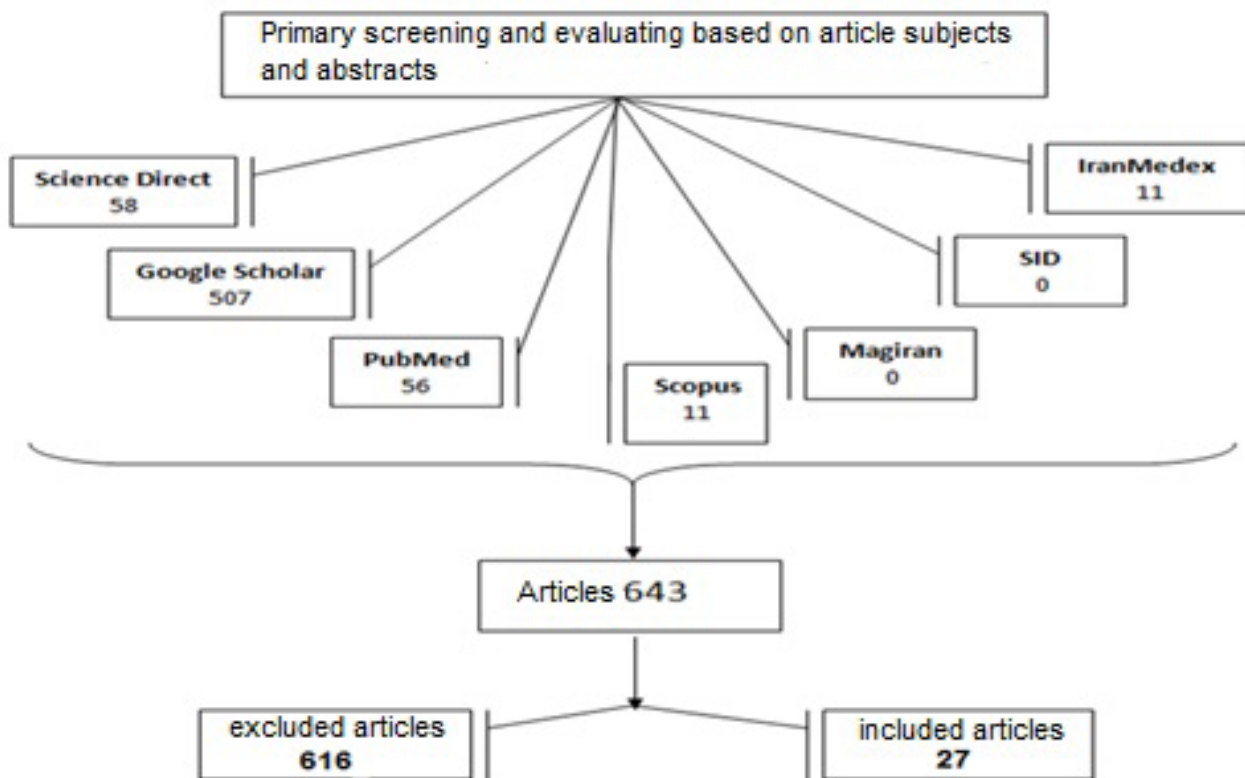 Primary screening and evaluating based on article subjects
and abstracts
Science Direct
58
Google Scholar
507
PubMed
56
Scopus
11
Magiran
0
SID
0
IranMedex
11
Articles 643
excluded articles
616
included articles
27